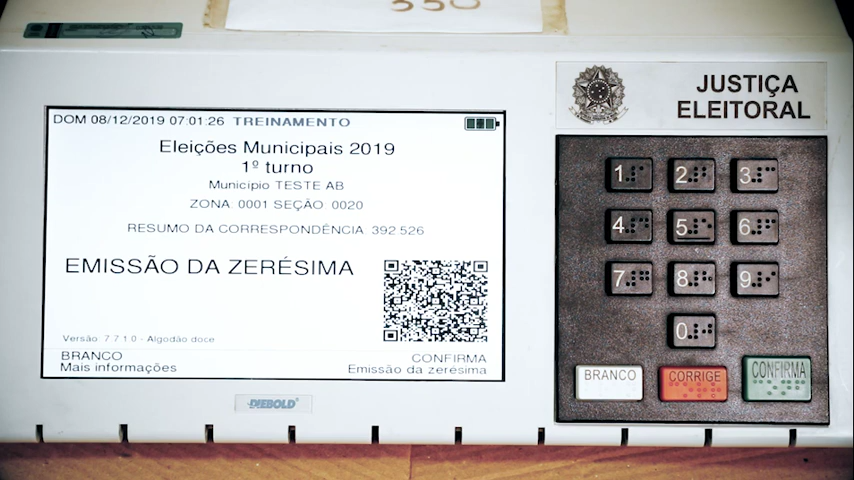 DOM 08/12/2019 07:01:26 TREINAMENTO
Eleições Municipais 2019
1º turno
Município TESTE AB
ZONA 0001 SEÇÃO 0020
RESUMO DA CORRESPONDÊNCIA 392.526
EMISSÃO DA ZERÉSIMA
Versão 7.7.1.0 - Algodão doce
BRANCO
Mais informações
CONFIRMA
Emissão da zerésima
DIEBOLD
JUSTIÇA
ELEITORAL
1 2 3
4 5 6
7 8 9
0
BRANCO CORRIGE CONFIRMA